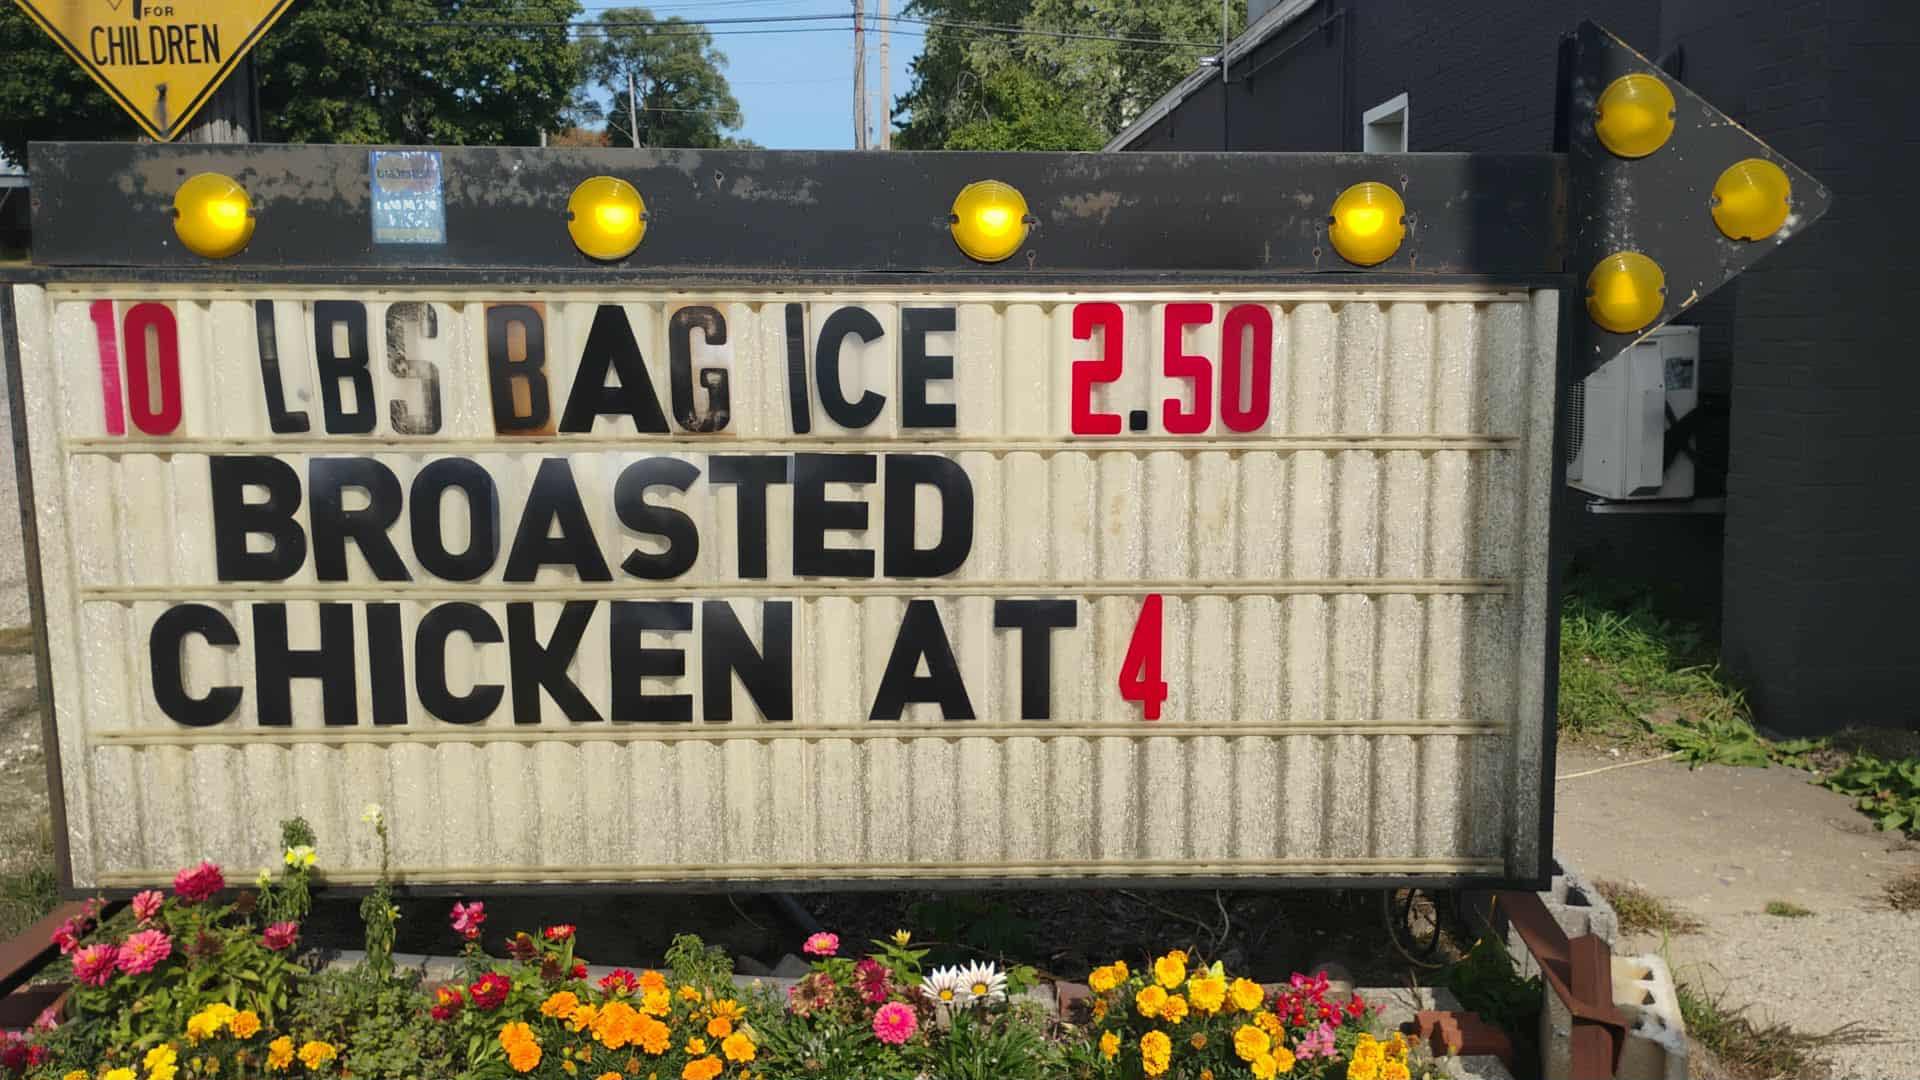 FOR
CHILDREN
10 LBS BAG ICE 2.50
BROASTED
CHICKEN AT 4